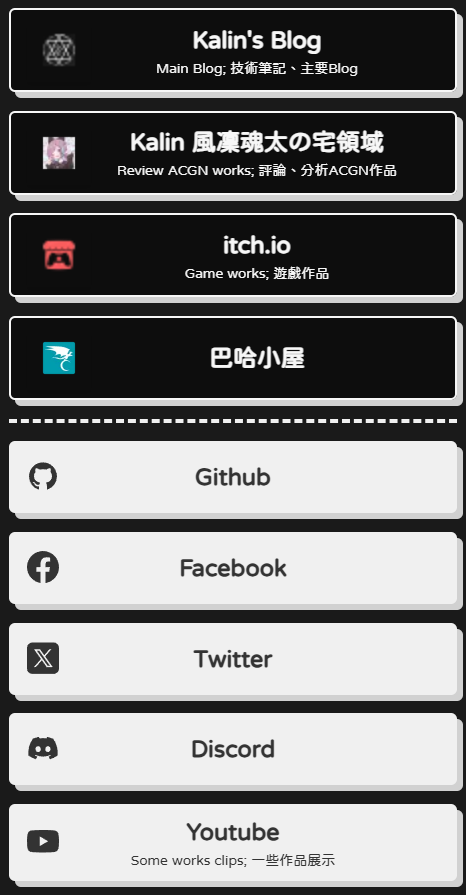 Kalin's Blog
Main Blog; 技術筆記、主要Blog
Kalin 風凜魂太の宅領域
Review ACGN works; 評論、分析ACGN作品
itch.io
Game works; 遊戲作品
巴哈小屋
Github
Facebook
Twitter
Discord
Youtube
Some works clips; 一些作品展示